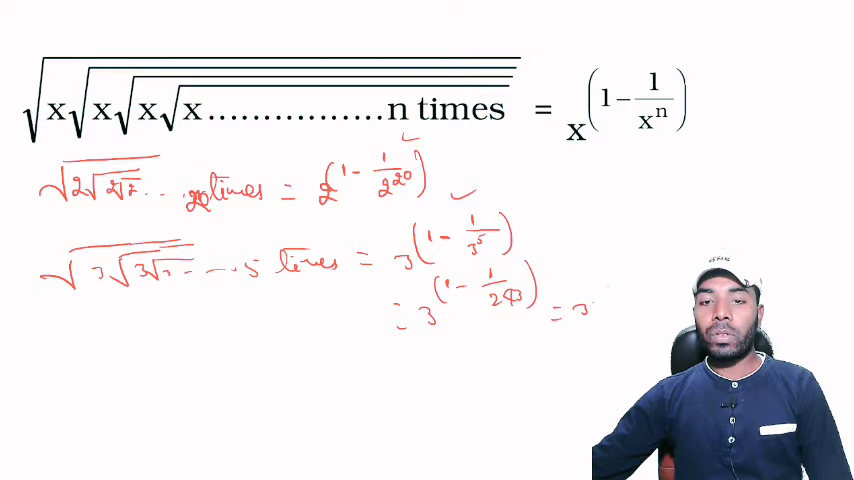 √x√x√x√x................n times = x^(1 - 1/x^n)
√2√2√2 ... 20 times = 2^(1 - 1/2^20)
√3√3√3 ----.. 5 times = 3^(1 - 1/3^5)
= 3^(1 - 1/243) = 3